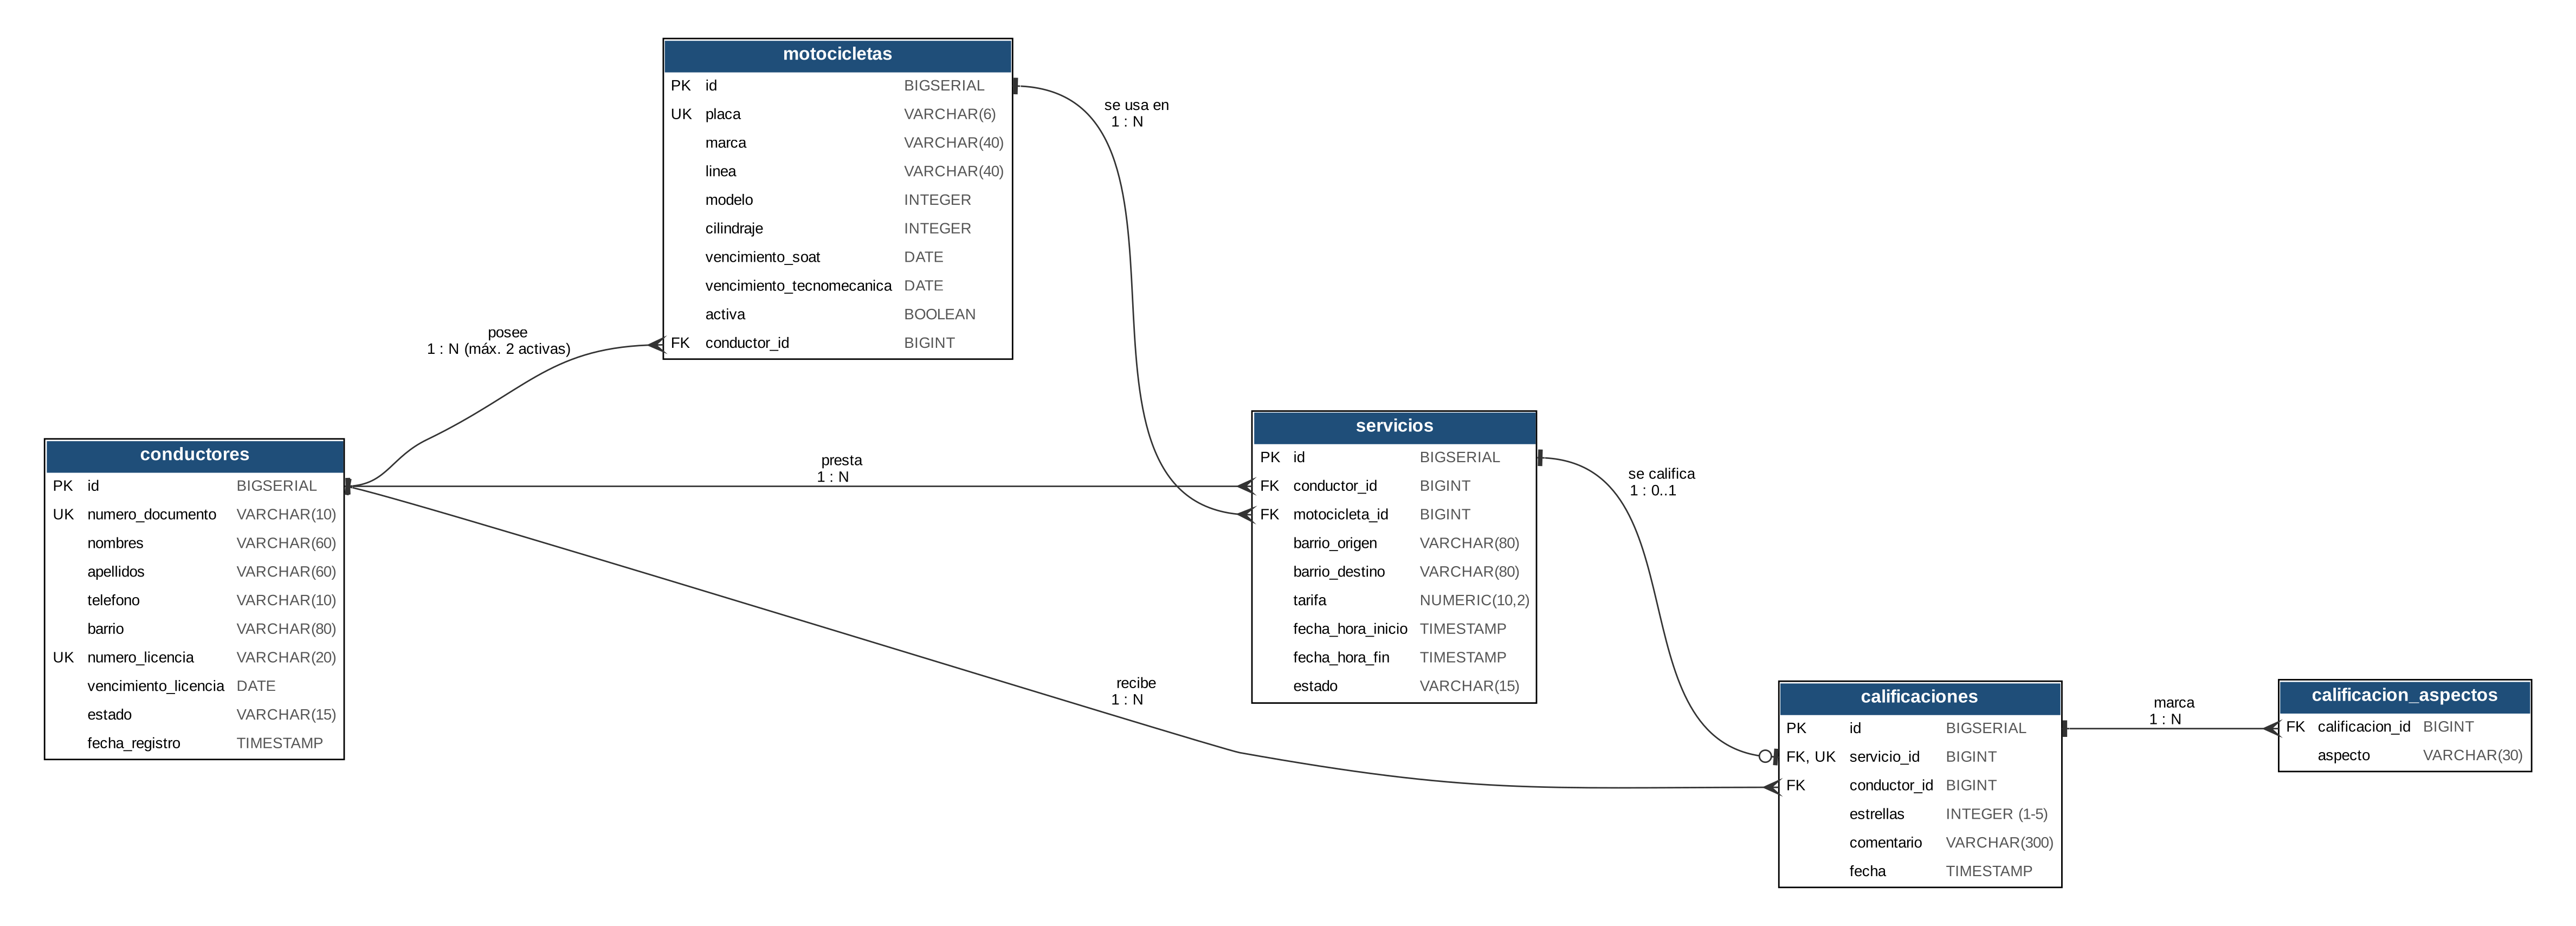 motocicletas
PK id BIGSERIAL
UK placa VARCHAR(6)
marca VARCHAR(40)
linea VARCHAR(40)
modelo INTEGER
cilindraje INTEGER
vencimiento_soat DATE
vencimiento_tecnomecanica DATE
activa BOOLEAN
FK conductor_id BIGINT
se usa en
1 : N
posee
1 : N (máx. 2 activas)
conductores
PK id BIGSERIAL
UK numero_documento VARCHAR(10)
nombres VARCHAR(60)
apellidos VARCHAR(60)
telefono VARCHAR(10)
barrio VARCHAR(80)
UK numero_licencia VARCHAR(20)
vencimiento_licencia DATE
estado VARCHAR(15)
fecha_registro TIMESTAMP
presta
1 : N
recibe
1 : N
servicios
PK id BIGSERIAL
FK conductor_id BIGINT
FK motocicleta_id BIGINT
barrio_origen VARCHAR(80)
barrio_destino VARCHAR(80)
tarifa NUMERIC(10,2)
fecha_hora_inicio TIMESTAMP
fecha_hora_fin TIMESTAMP
estado VARCHAR(15)
se califica
1 : 0..1
calificaciones
PK id BIGSERIAL
FK, UK servicio_id BIGINT
FK conductor_id BIGINT
estrellas INTEGER (1-5)
comentario VARCHAR(300)
fecha TIMESTAMP
marca
1 : N
calificacion_aspectos
FK calificacion_id BIGINT
aspecto VARCHAR(30)